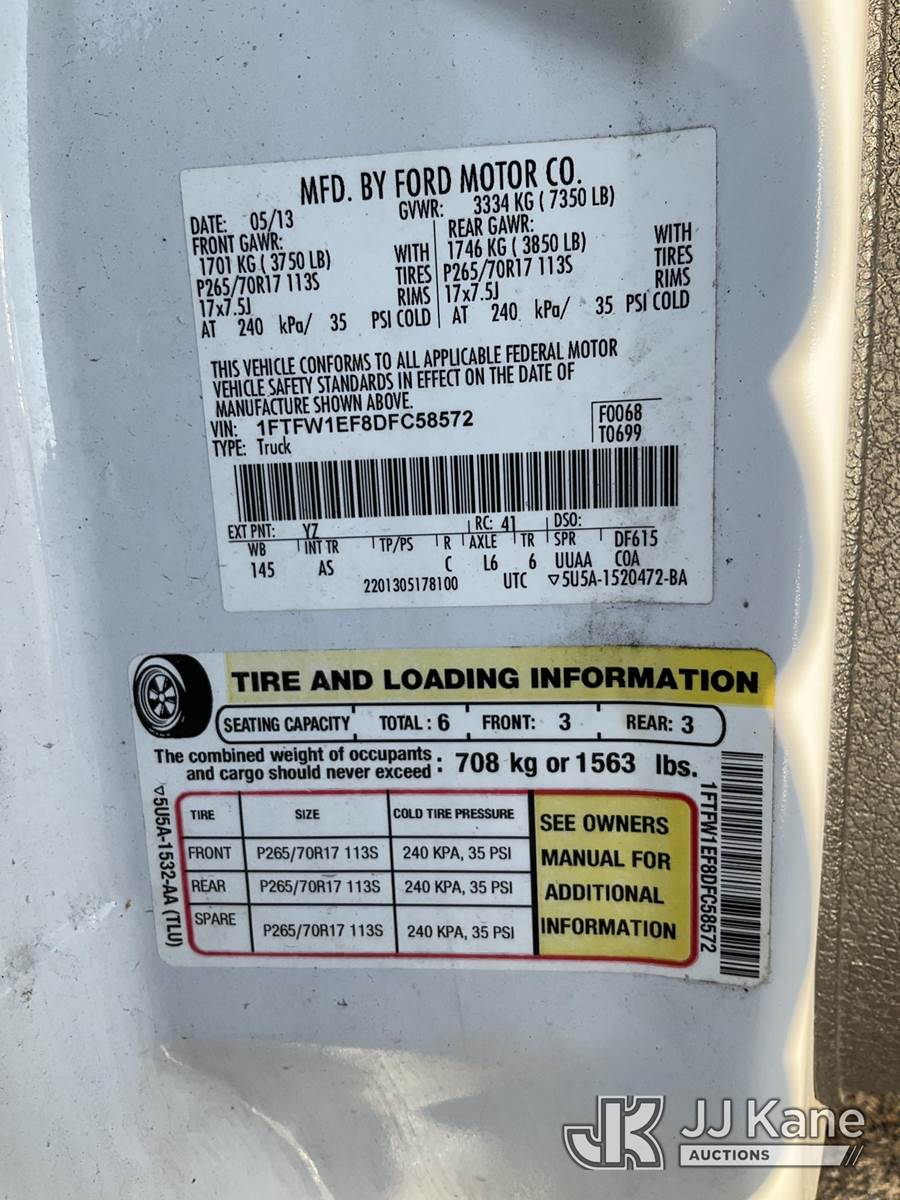 MFD. BY FORD MOTOR CO.
DATE: 05/13 GVWR: 3334 KG ( 7350 LB)
FRONT GAWR: REAR GAWR:
1701 KG ( 3750 LB) WITH 1746 KG ( 3850 LB) WITH
P265/70R17 113S TIRES P265/70R17 113S TIRES
17x7.5J RIMS 17x7.5J RIMS
AT 240 kPa/ 35 PSI COLD AT 240 kPa/ 35 PSI COLD
THIS VEHICLE CONFORMS TO ALL APPLICABLE FEDERAL MOTOR
VEHICLE SAFETY STANDARDS IN EFFECT ON THE DATE OF
MANUFACTURE SHOWN ABOVE.
VIN: 1FTFW1EF8DFC58572 F0068
TYPE: Truck T0699
EXT PNT: YZ RC: 41 DSO:
WB INT TR TP/PS R AXLE TR SPR DF615
145 AS C L6 6 UUAA COA
2201305178100 UTC ▽5U5A-1520472-BA
TIRE AND LOADING INFORMATION
SEATING CAPACITY TOTAL : 6 FRONT: 3 REAR: 3
The combined weight of occupants
and cargo should never exceed : 708 kg or 1563 lbs.
TIRE SIZE COLD TIRE PRESSURE
FRONT P265/70R17 113S 240 KPA, 35 PSI
REAR P265/70R17 113S 240 KPA, 35 PSI
SPARE P265/70R17 113S 240 KPA, 35 PSI
SEE OWNERS
MANUAL FOR
ADDITIONAL
INFORMATION
▽5U5A-1532-AA (TLU)
1FTFW1EF8DFC58572
JK JJ Kane
AUCTIONS